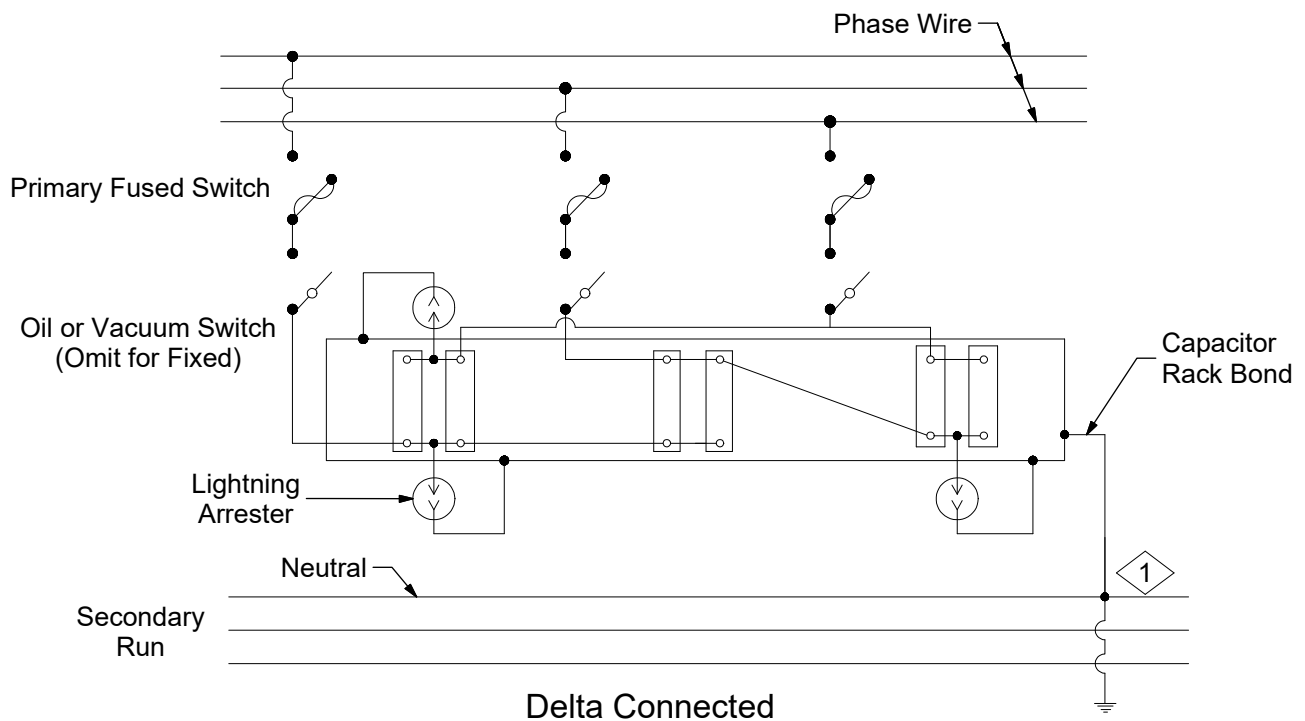 Phase Wire
Primary Fused Switch
Oil or Vacuum Switch
(Omit for Fixed)
Capacitor
Rack Bond
Lightning
Arrester
Neutral
1
Secondary
Run
Delta Connected